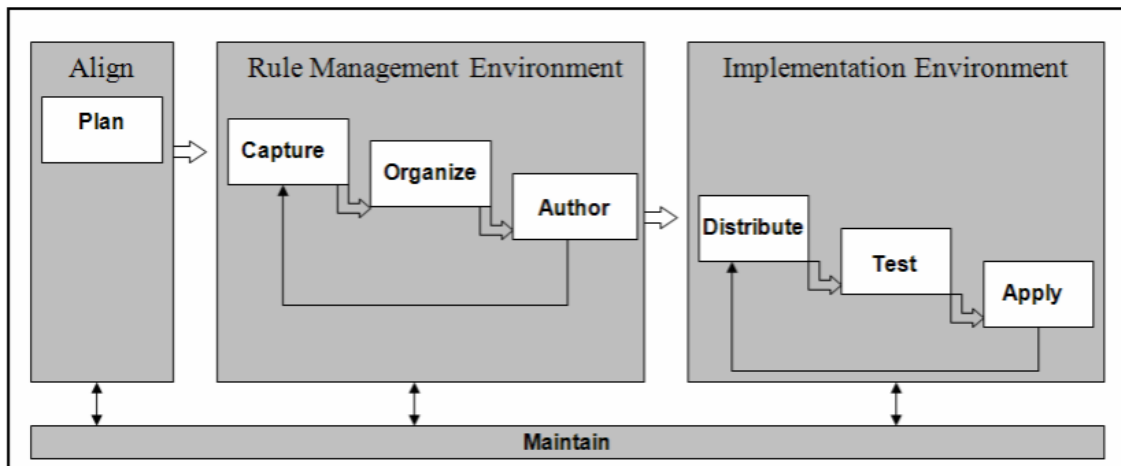 Align
Plan
Rule Management Environment
Capture
Organize
Author
Implementation Environment
Distribute
Test
Apply
Maintain